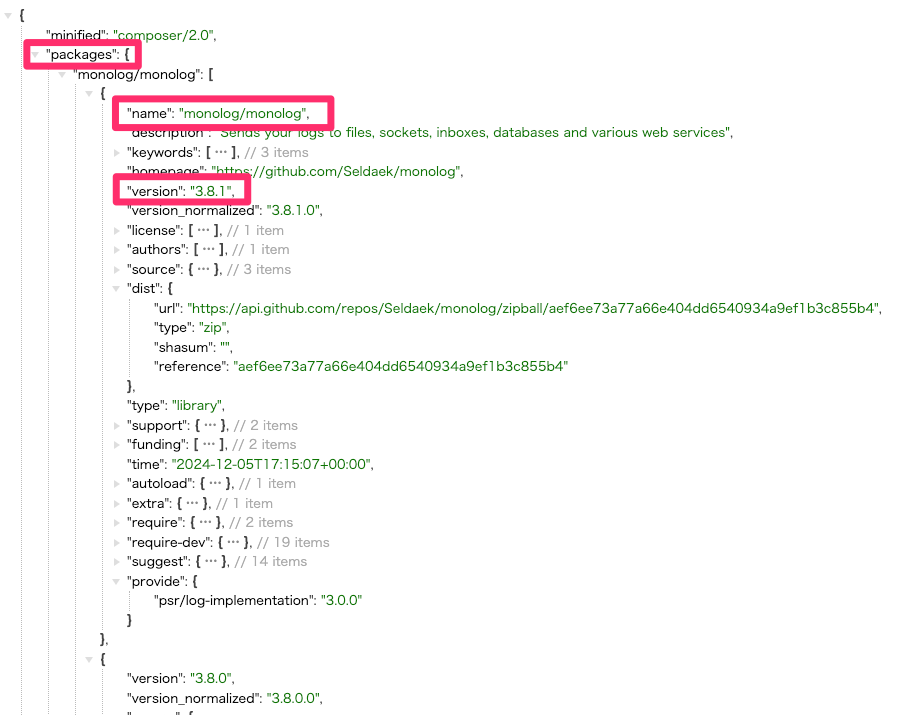 {
"minified": "composer/2.0",
"packages": {
"monolog/monolog": [
{
"name": "monolog/monolog",
"description": "Sends your logs to files, sockets, inboxes, databases and various web services",
"keywords": [ ··· ], // 3 items
"homepage": "https://github.com/Seldaek/monolog",
"version": "3.8.1",
"version_normalized": "3.8.1.0",
"license": [ ··· ], // 1 item
"authors": [ ··· ], // 1 item
"source": { ··· }, // 3 items
"dist": {
"url": "https://api.github.com/repos/Seldaek/monolog/zipball/aef6ee73a77a66e404dd6540934a9ef1b3c855b4",
"type": "zip",
"shasum": "",
"reference": "aef6ee73a77a66e404dd6540934a9ef1b3c855b4"
},
"type": "library",
"support": { ··· }, // 2 items
"funding": [ ··· ], // 2 items
"time": "2024-12-05T17:15:07+00:00",
"autoload": { ··· }, // 1 item
"extra": { ··· }, // 1 item
"require": { ··· }, // 2 items
"require-dev": { ··· }, // 19 items
"suggest": { ··· }, // 14 items
"provide": {
"psr/log-implementation": "3.0.0"
}
},
{
"version": "3.8.0",
"version_normalized": "3.8.0.0",